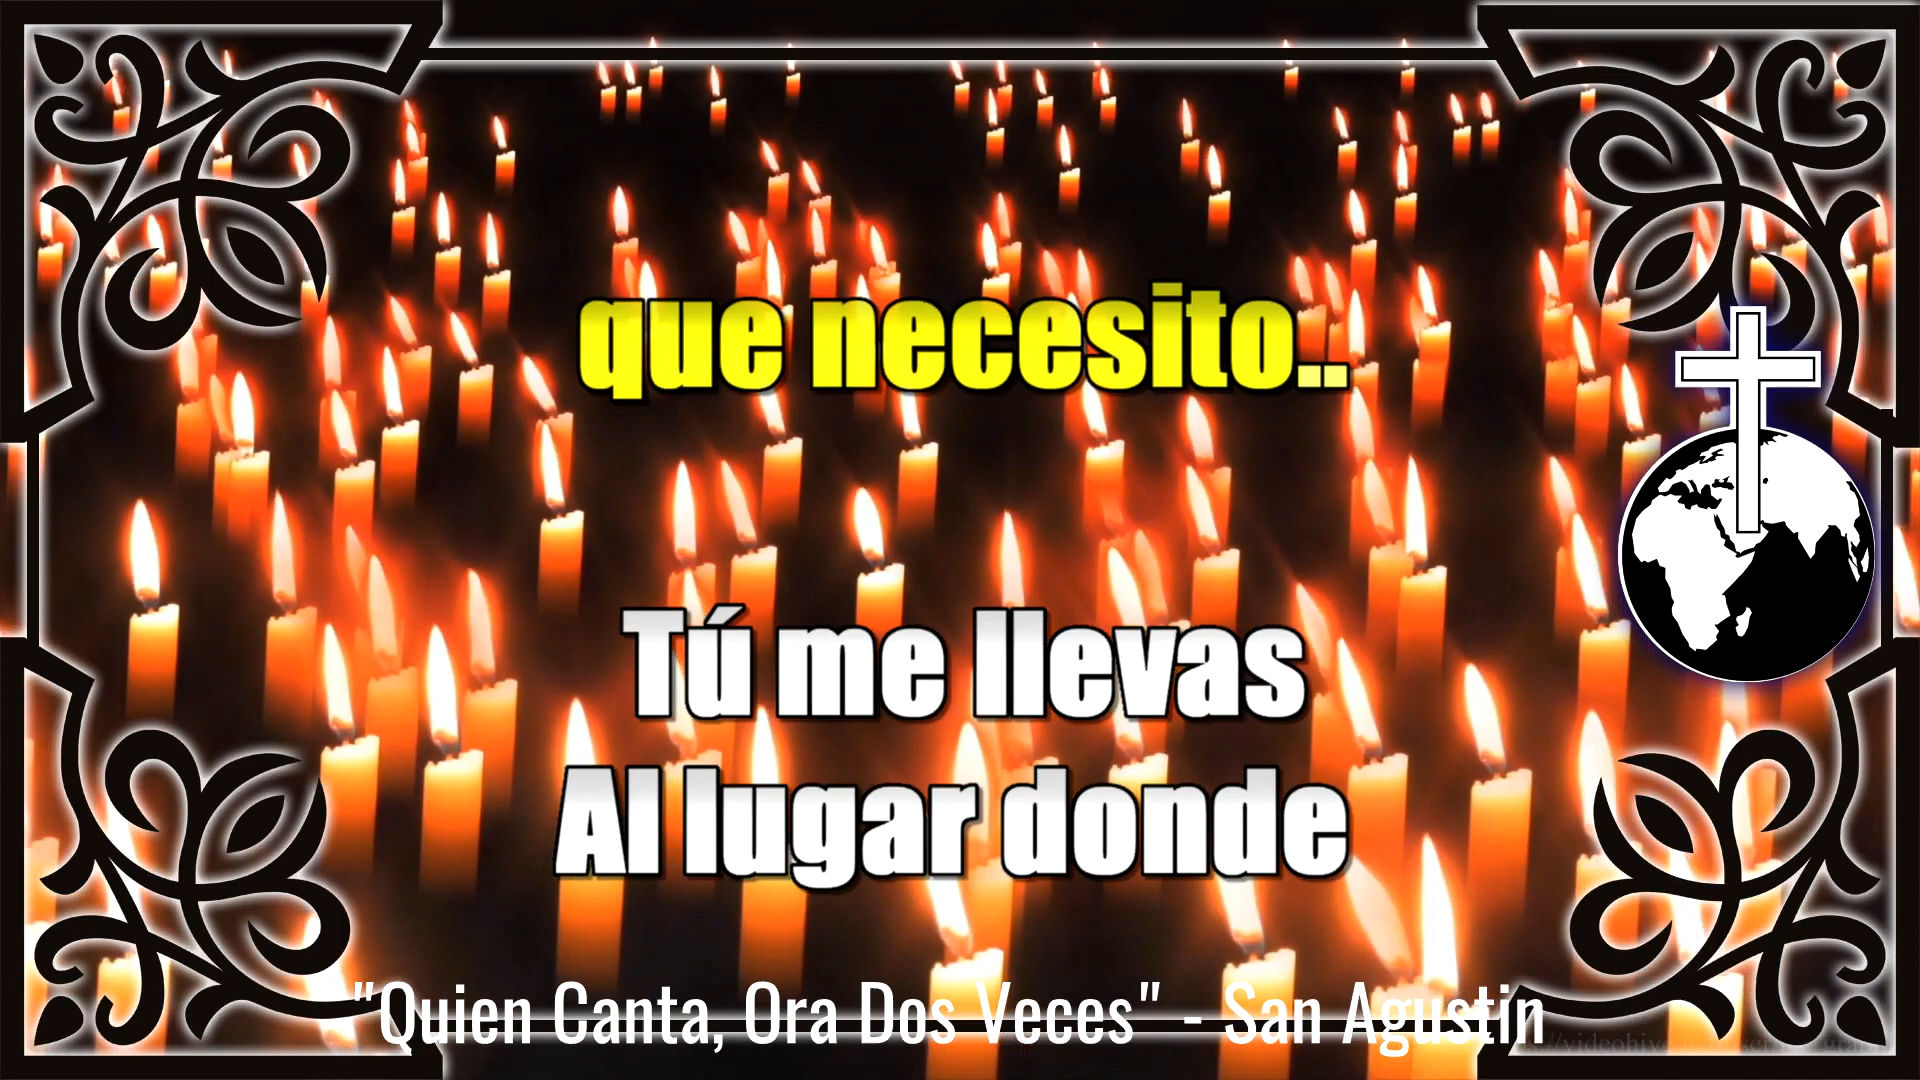 que necesito..
Tú me llevas
Al lugar donde
"Quien Canta, Ora Dos Veces" - San Agustin